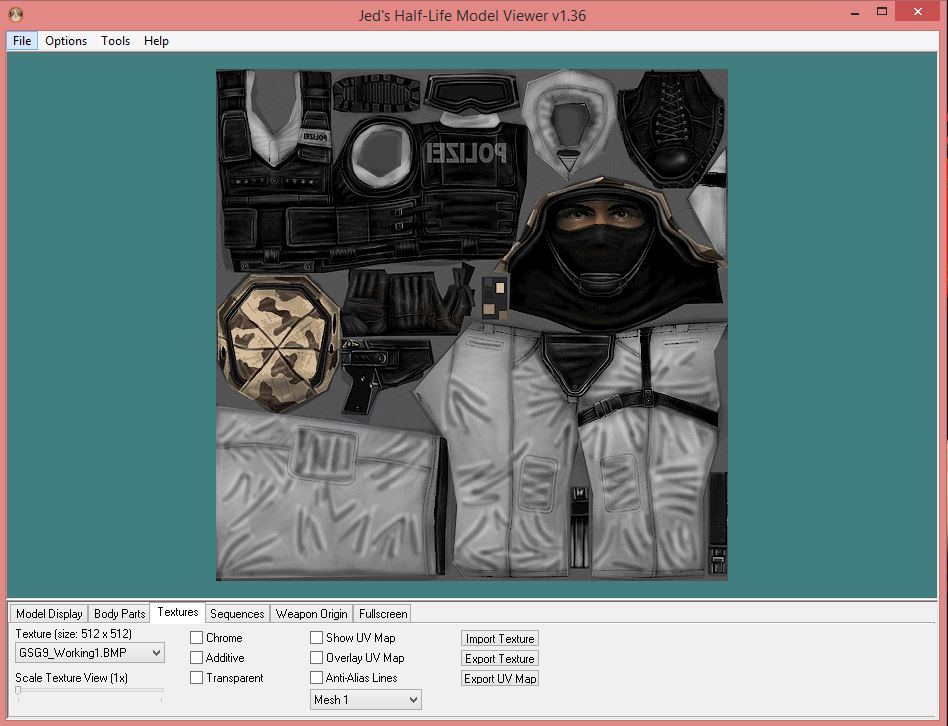 Jed's Half-Life Model Viewer v1.36
File Options Tools Help
POLIZEI
POLIZEI
Model Display Body Parts Textures Sequences Weapon Origin Fullscreen
Texture (size: 512 x 512)
GSG9_Working1.BMP
Scale Texture View (1x)
Chrome
Additive
Transparent
Show UV Map
Overlay UV Map
Anti-Alias Lines
Mesh 1
Import Texture
Export Texture
Export UV Map